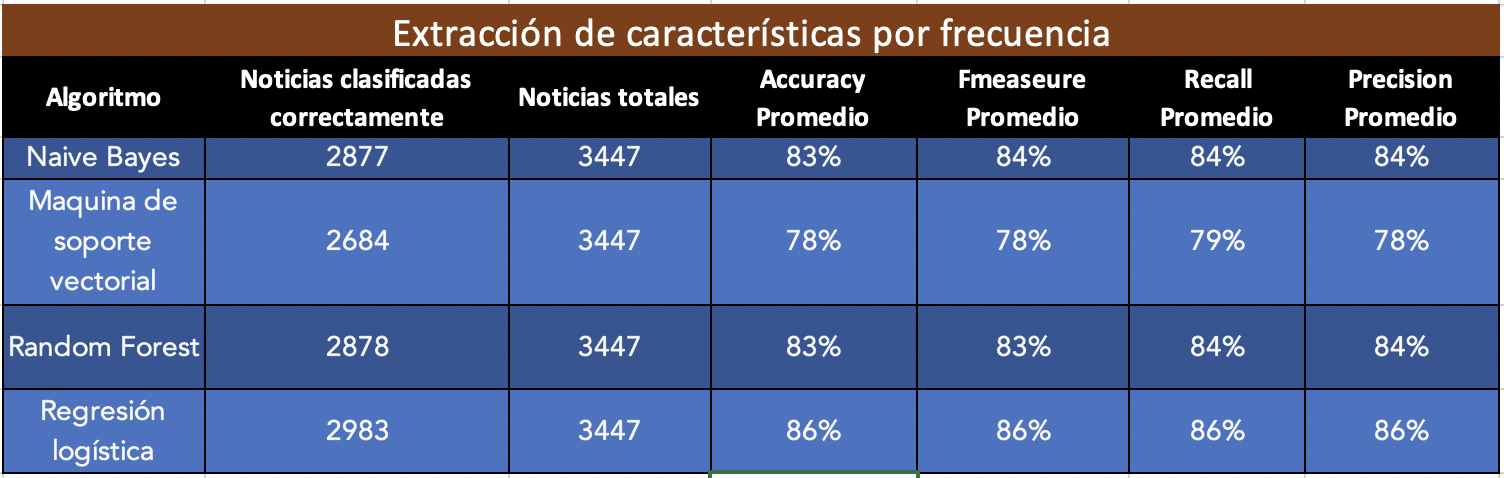 Extracción de características por frecuencia
Algoritmo
Noticias clasificadas
correctamente
Noticias totales
Accuracy
Promedio
Fmeaseure
Promedio
Recall
Promedio
Precision
Promedio
Naive Bayes
2877
3447
83%
84%
84%
84%
Maquina de
soporte
vectorial
2684
3447
78%
78%
79%
78%
Random Forest
2878
3447
83%
83%
84%
84%
Regresión
logística
2983
3447
86%
86%
86%
86%